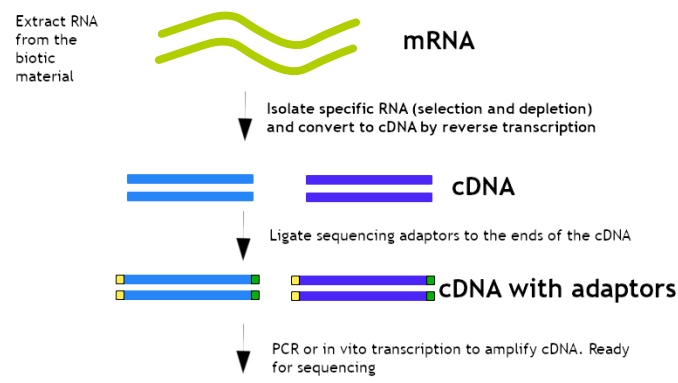 Extract RNA
from the
biotic
material
mRNA
Isolate specific RNA (selection and depletion)
and convert to cDNA by reverse transcription
cDNA
Ligate sequencing adaptors to the ends of the cDNA
cDNA with adaptors
PCR or in vito transcription to amplify cDNA. Ready
for sequencing